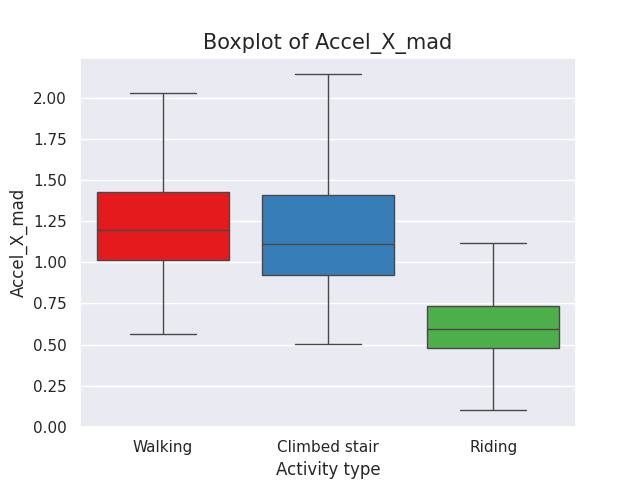 Boxplot of Accel_X_mad
2.00
1.75
1.50
1.25
1.00
0.75
0.50
0.25
0.00
Accel_X_mad
Walking
Climbed stair
Riding
Activity type